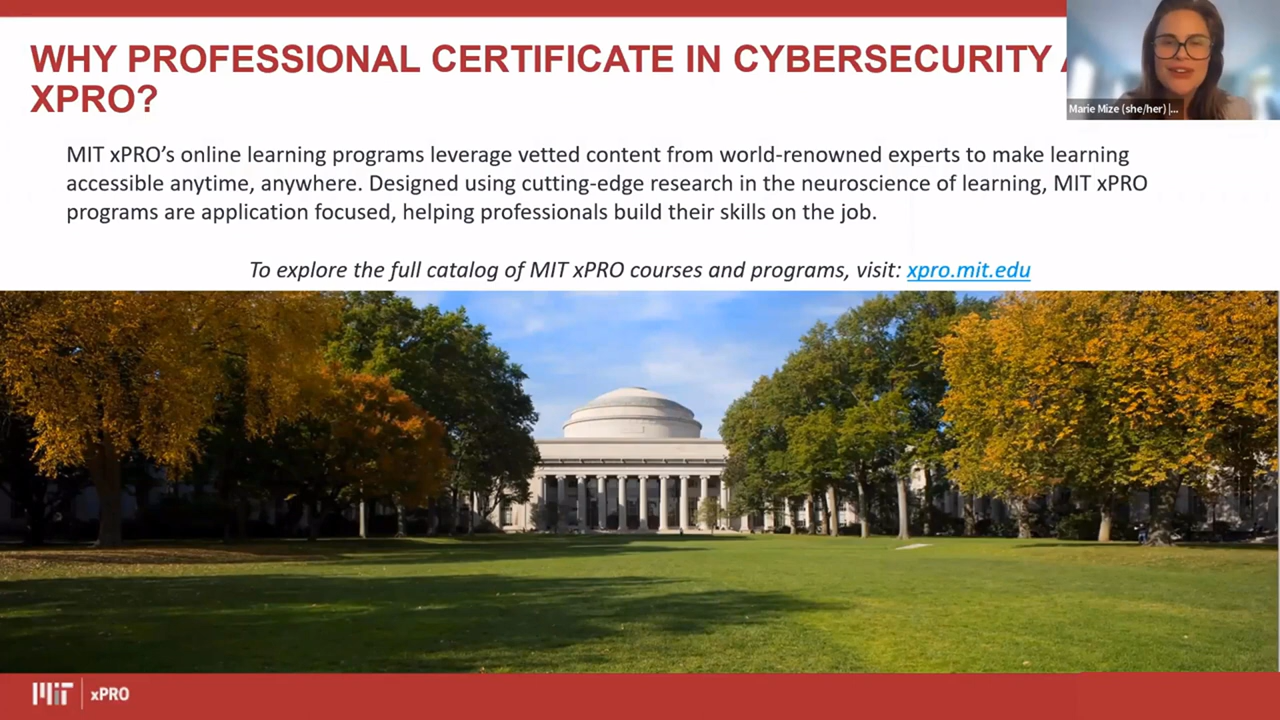 WHY PROFESSIONAL CERTIFICATE IN CYBERSECURITY
XPRO?
Marie Mize (she/her) |...
MIT xPRO’s online learning programs leverage vetted content from world-renowned experts to make learning
accessible anytime, anywhere. Designed using cutting-edge research in the neuroscience of learning, MIT xPRO
programs are application focused, helping professionals build their skills on the job.
To explore the full catalog of MIT xPRO courses and programs, visit: xpro.mit.edu
MIT xPRO